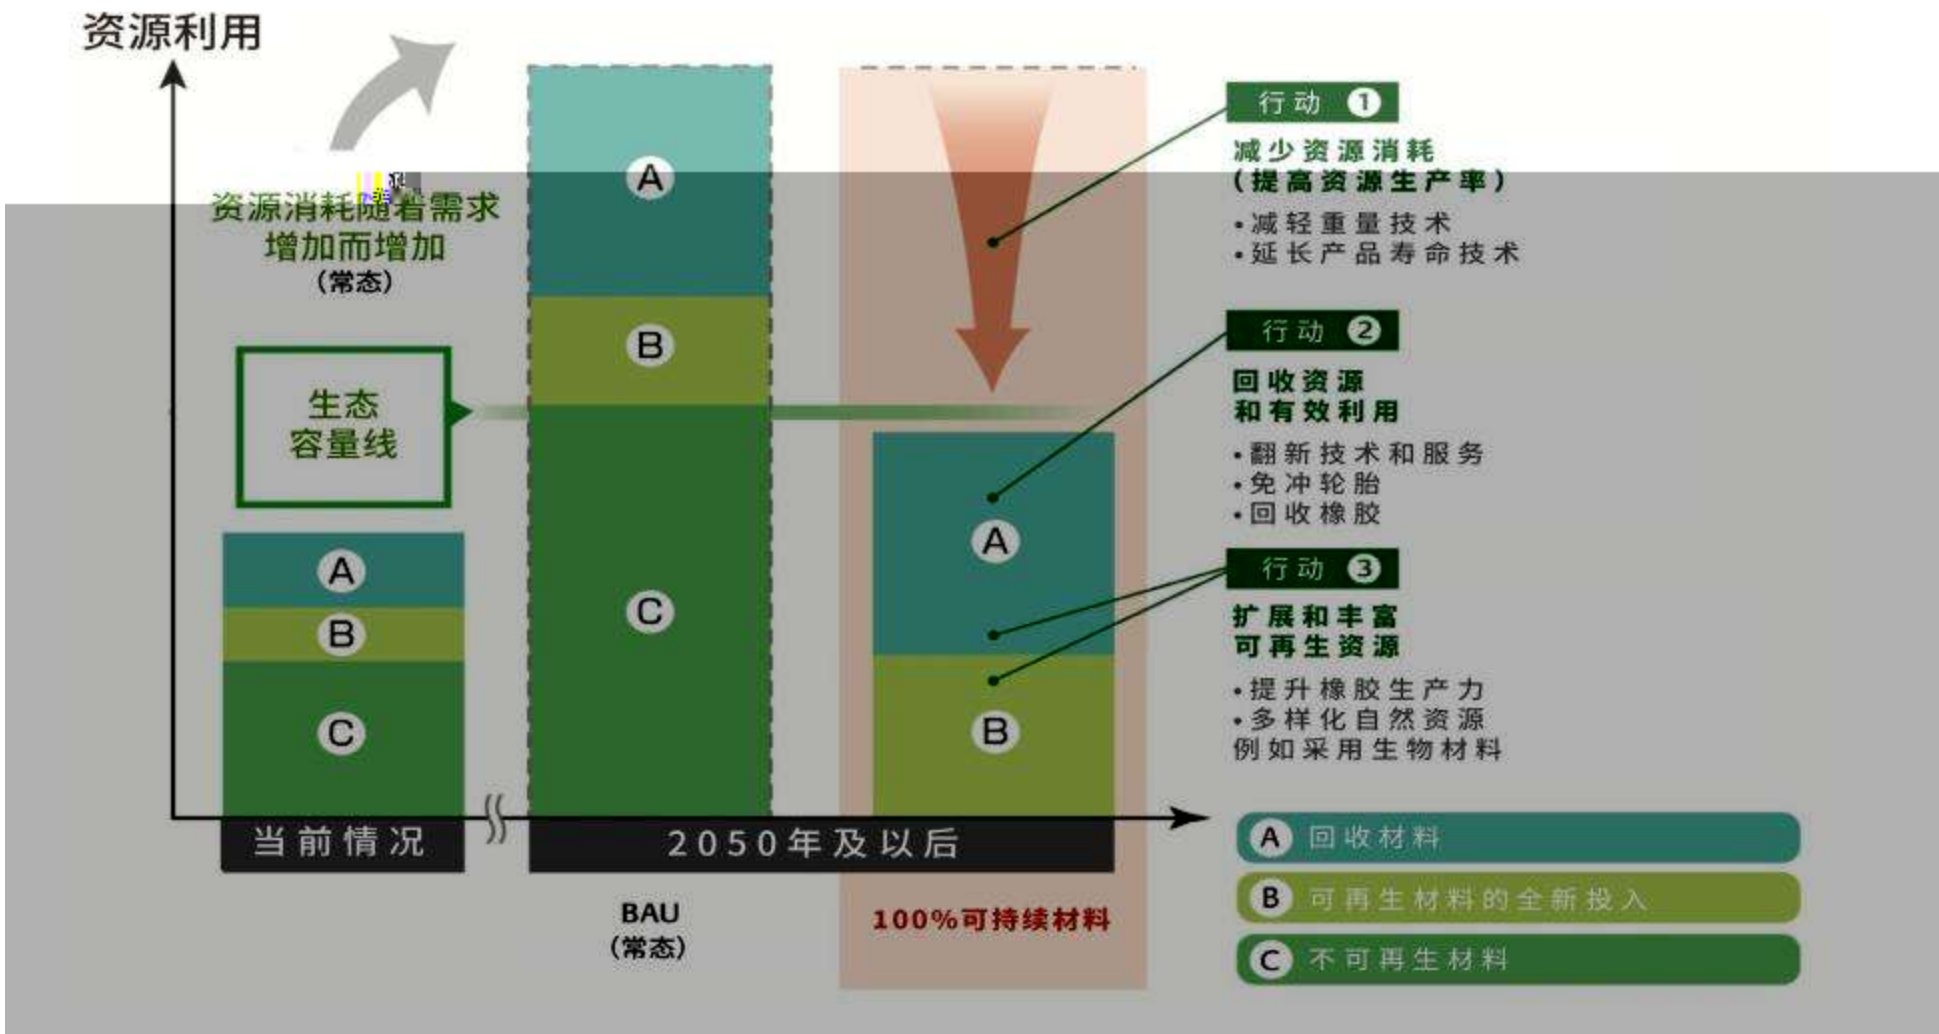 资源利用
资源消耗随着需求
增加而增加
(常态)
生态
容量线
A
B
C
A
B
C
A
B
当前情况
2050年及以后
BAU
(常态)
100%可持续材料
行动 1
减少资源消耗
(提高资源生产率)
•减轻重量技术
•延长产品寿命技术
行动 2
回收资源
和有效利用
•翻新技术和服务
•免冲轮胎
•回收橡胶
行动 3
扩展和丰富
可再生资源
•提升橡胶生产力
•多样化自然资源
例如采用生物材料
A 回收材料
B 可再生材料的全新投入
C 不可再生材料